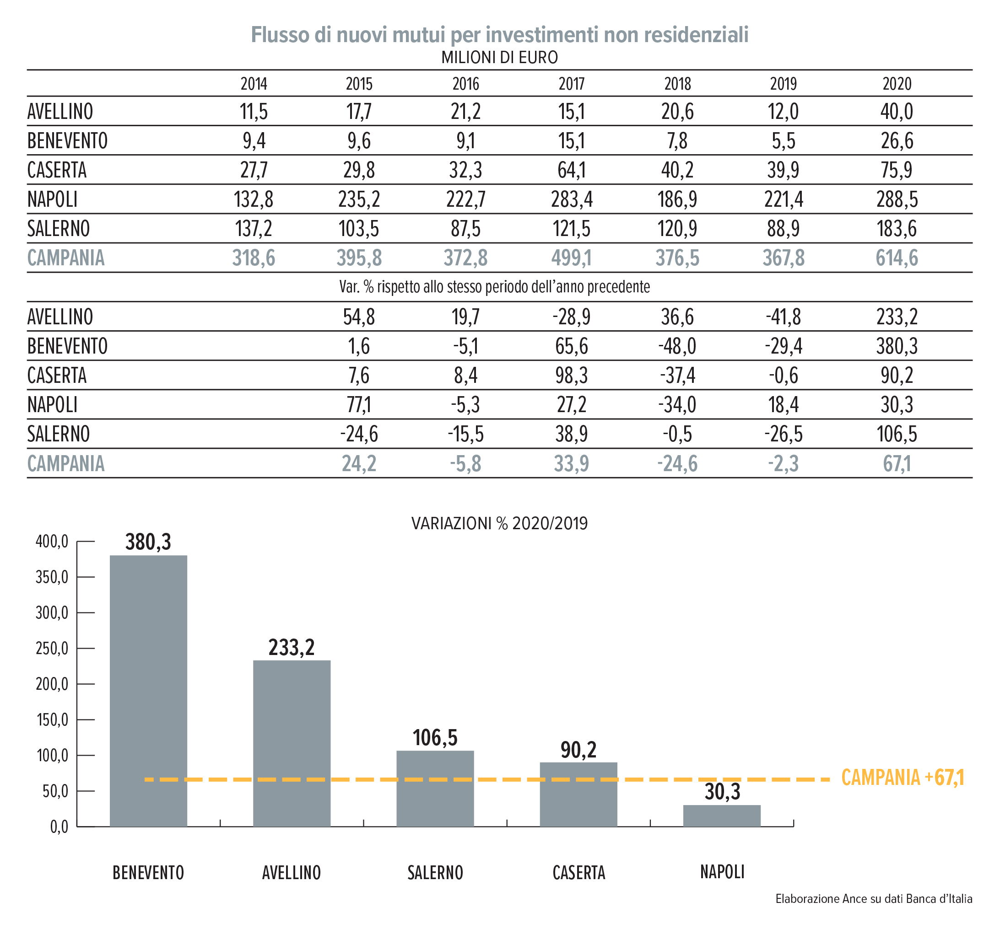 Flusso di nuovi mutui per investimenti non residenziali
MILIONI DI EURO
2014 2015 2016 2017 2018 2019 2020
AVELLINO 11,5 17,7 21,2 15,1 20,6 12,0 40,0
BENEVENTO 9,4 9,6 9,1 15,1 7,8 5,5 26,6
CASERTA 27,7 29,8 32,3 64,1 40,2 39,9 75,9
NAPOLI 132,8 235,2 222,7 283,4 186,9 221,4 288,5
SALERNO 137,2 103,5 87,5 121,5 120,9 88,9 183,6
CAMPANIA 318,6 395,8 372,8 499,1 376,5 367,8 614,6
Var. % rispetto allo stesso periodo dell’anno precedente
AVELLINO 54,8 19,7 -28,9 36,6 -41,8 233,2
BENEVENTO 1,6 -5,1 65,6 -48,0 -29,4 380,3
CASERTA 7,6 8,4 98,3 -37,4 -0,6 90,2
NAPOLI 77,1 -5,3 27,2 -34,0 18,4 30,3
SALERNO -24,6 -15,5 38,9 -0,5 -26,5 106,5
CAMPANIA 24,2 -5,8 33,9 -24,6 -2,3 67,1
VARIAZIONI % 2020/2019
400,0
350,0
300,0
250,0
200,0
150,0
100,0
50,0
0,0
380,3
233,2
106,5
90,2
30,3
CAMPANIA +67,1
BENEVENTO AVELLINO SALERNO CASERTA NAPOLI
Elaborazione Ance su dati Banca d’Italia